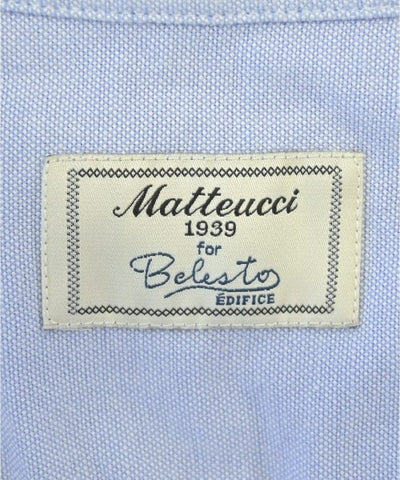 Matteucci
1939
for
Belesto
ÉDIFICE